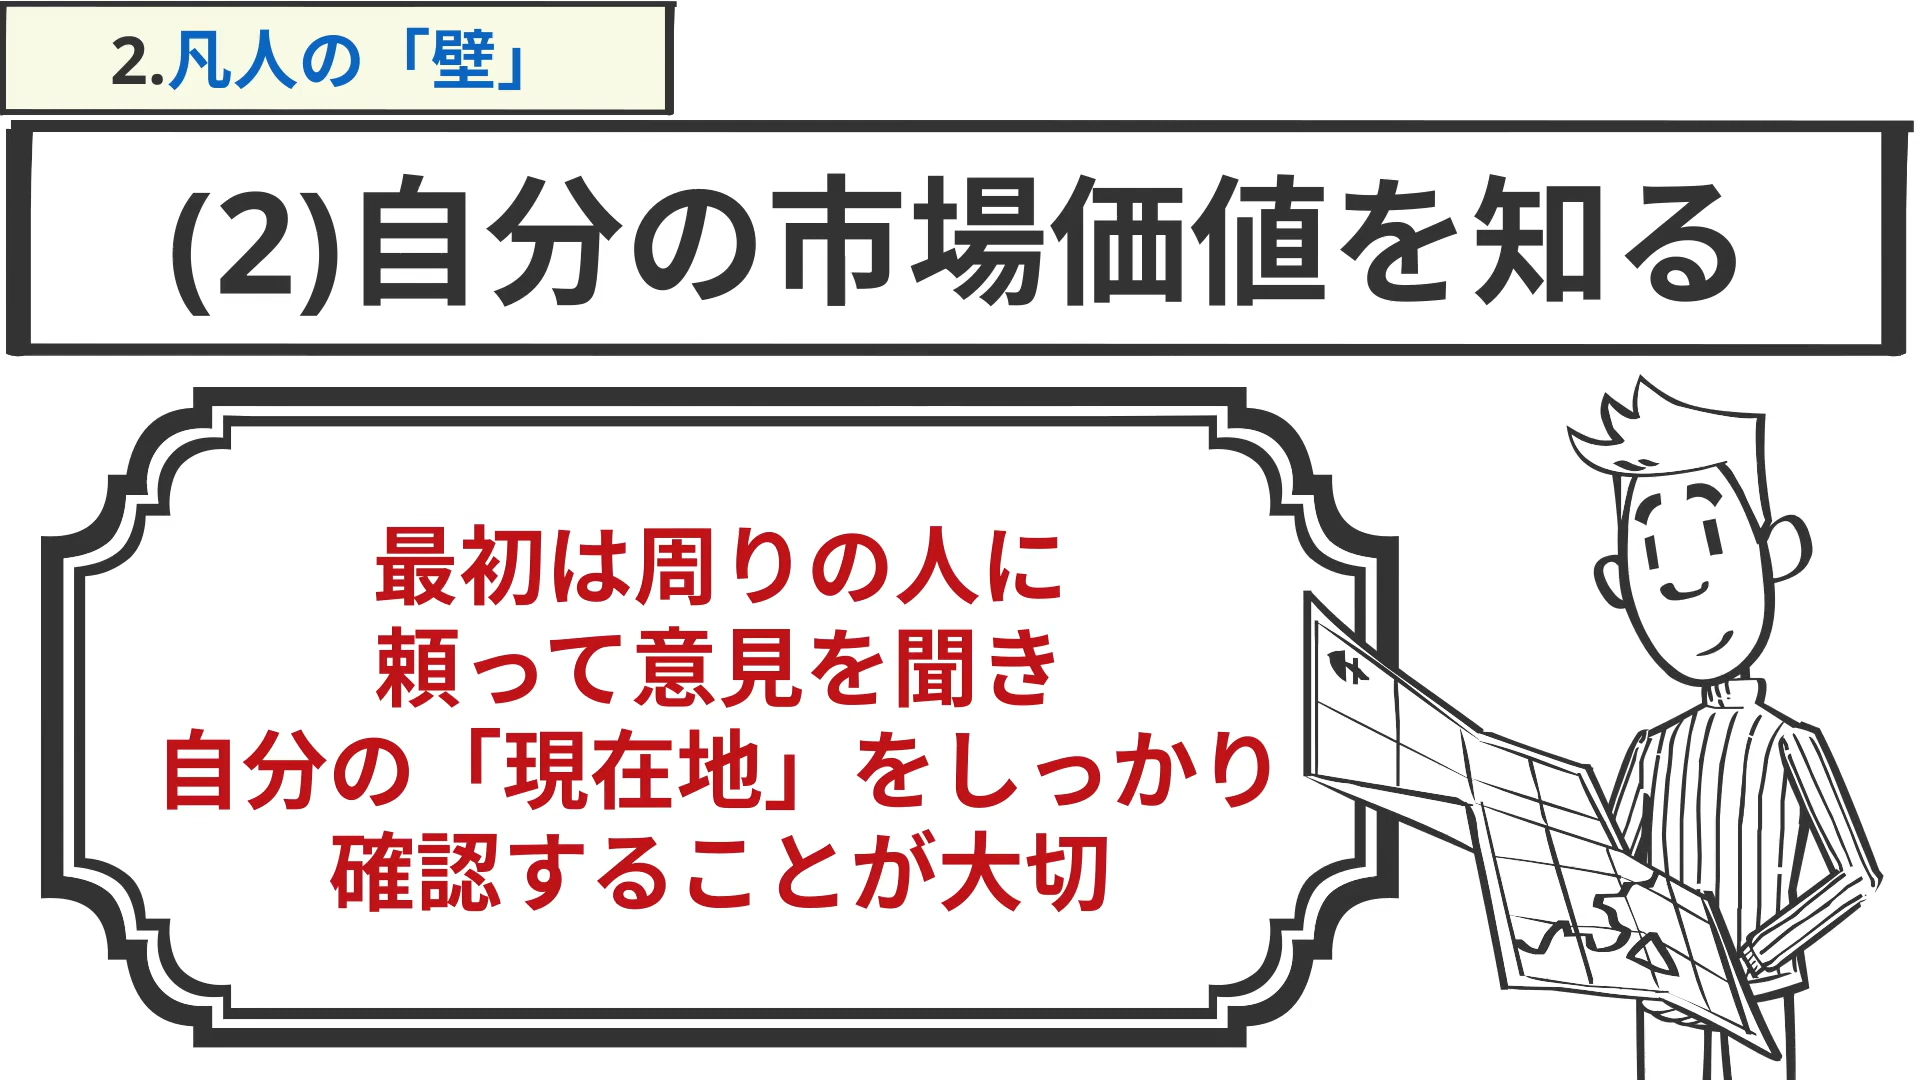 2.凡人の「壁」
(2)自分の市場価値を知る
最初は周りの人に
頼って意見を聞き
自分の「現在地」をしっかり
確認することが大切